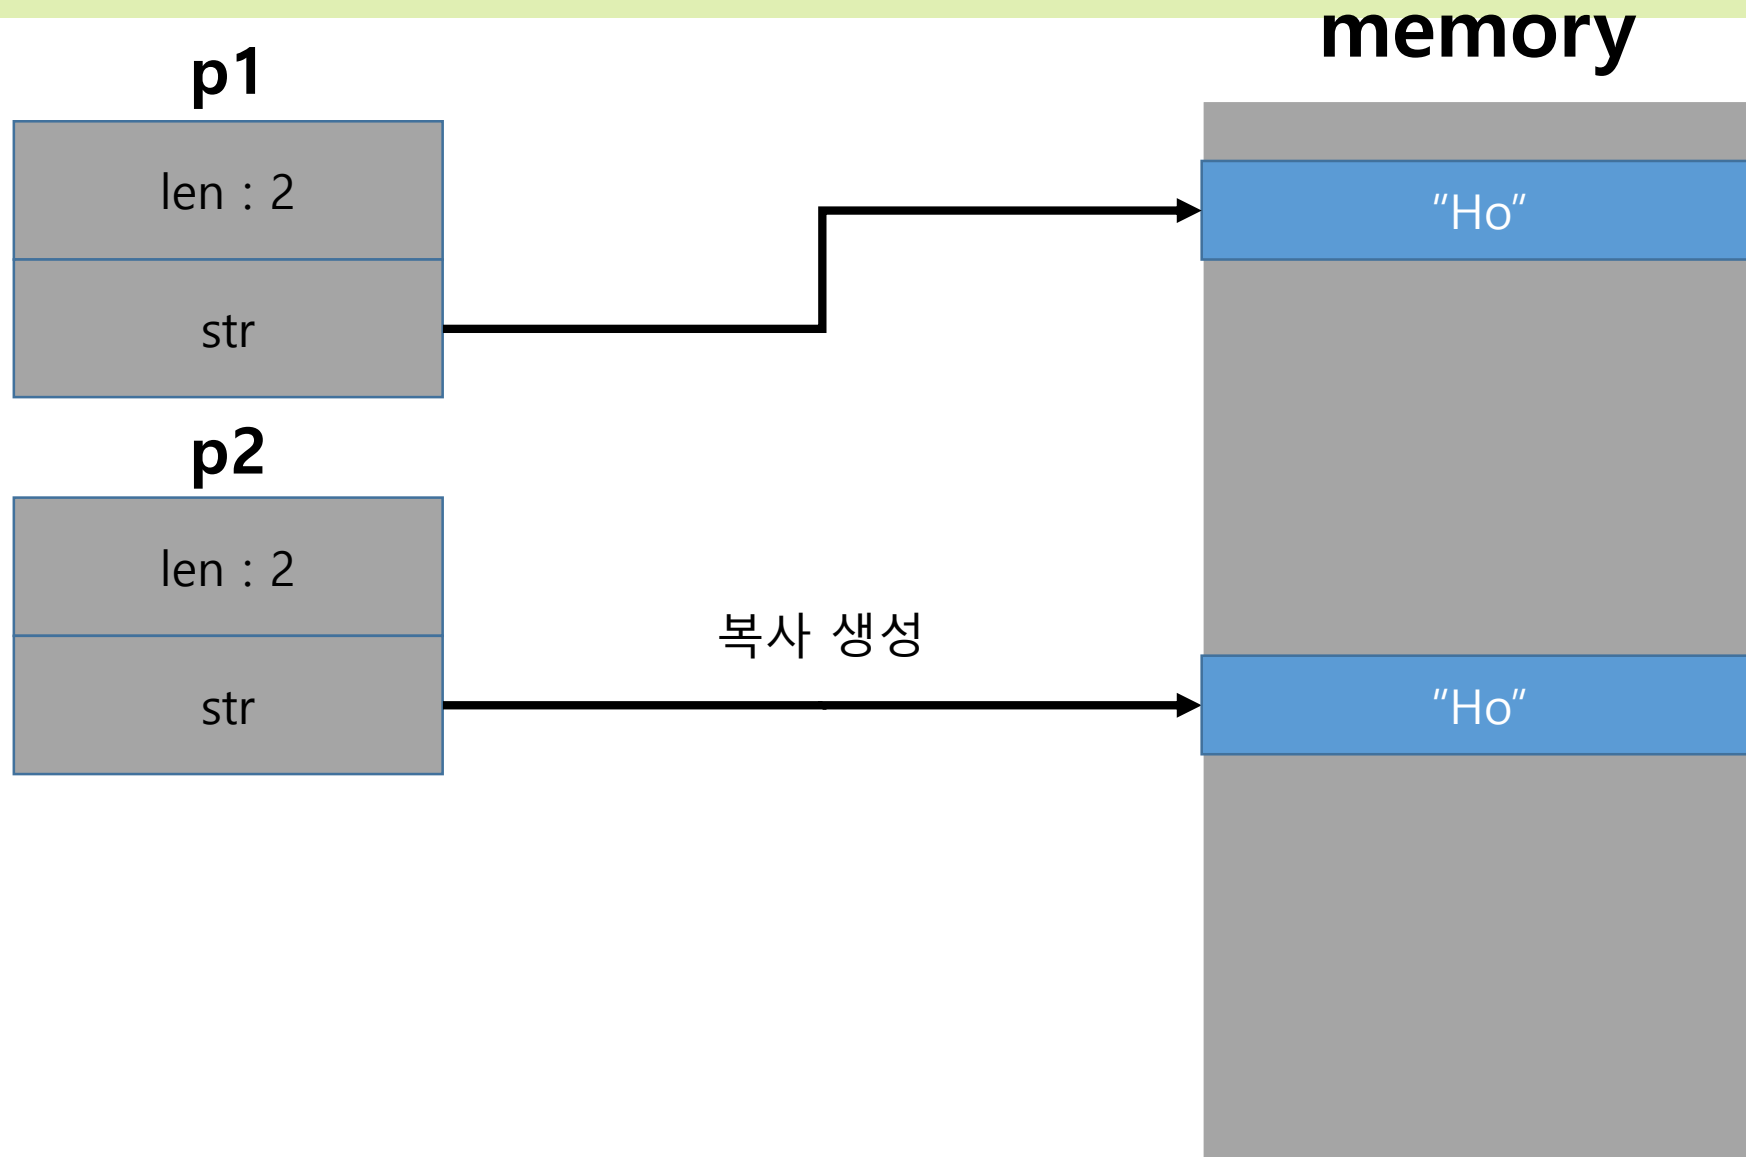 memory
p1
len : 2
"Ho"
str
p2
len : 2
복사 생성
str
"Ho"